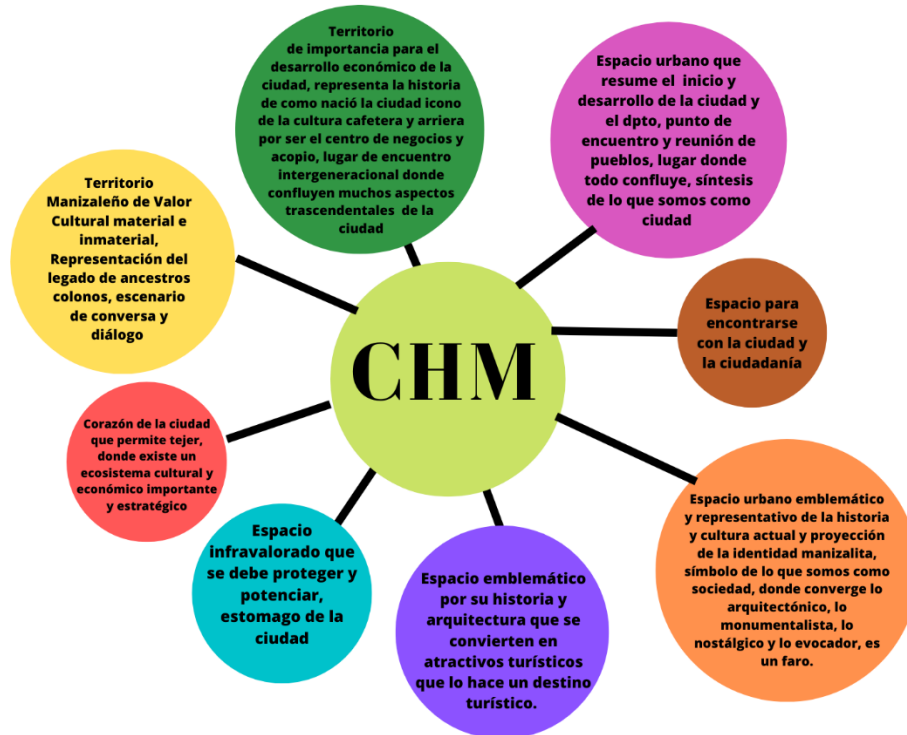 Territorio
de importancia para el
desarrollo económico de la
ciudad, representa la historia
de como nació la ciudad icono
de la cultura cafetera y arriera
por ser el centro de negocios y
acopio, lugar de encuentro
intergeneracional donde
confluyen muchos aspectos
trascendentales de la
ciudad
Espacio urbano que
resume el inicio y
desarrollo de la ciudad y
el dpto, punto de
encuentro y reunión de
pueblos, lugar donde
todo confluye, síntesis
de lo que somos como
ciudad
Territorio
Manizaleño de Valor
Cultural material e
inmaterial,
Representación del
legado de ancestros
colonos, escenario
de conversa y
diálogo
CHM
Espacio para
encontrarse
con la ciudad y
la ciudadanía
Corazón de la ciudad
que permite tejer,
donde existe un
ecosistema cultural y
económico importante
y estratégico
Espacio
infravalorado que
se debe proteger y
potenciar,
estomago de la
ciudad
Espacio emblemático
por su historia y
arquitectura que se
convierten en
atractivos turísticos
que lo hace un destino
turístico.
Espacio urbano emblemático
y representativo de la historia
y cultura actual y proyección
de la identidad manizalita,
símbolo de lo que somos como
sociedad, donde converge lo
arquitectónico, lo
monumentalista, lo
nostálgico y lo evocador, es
un faro.